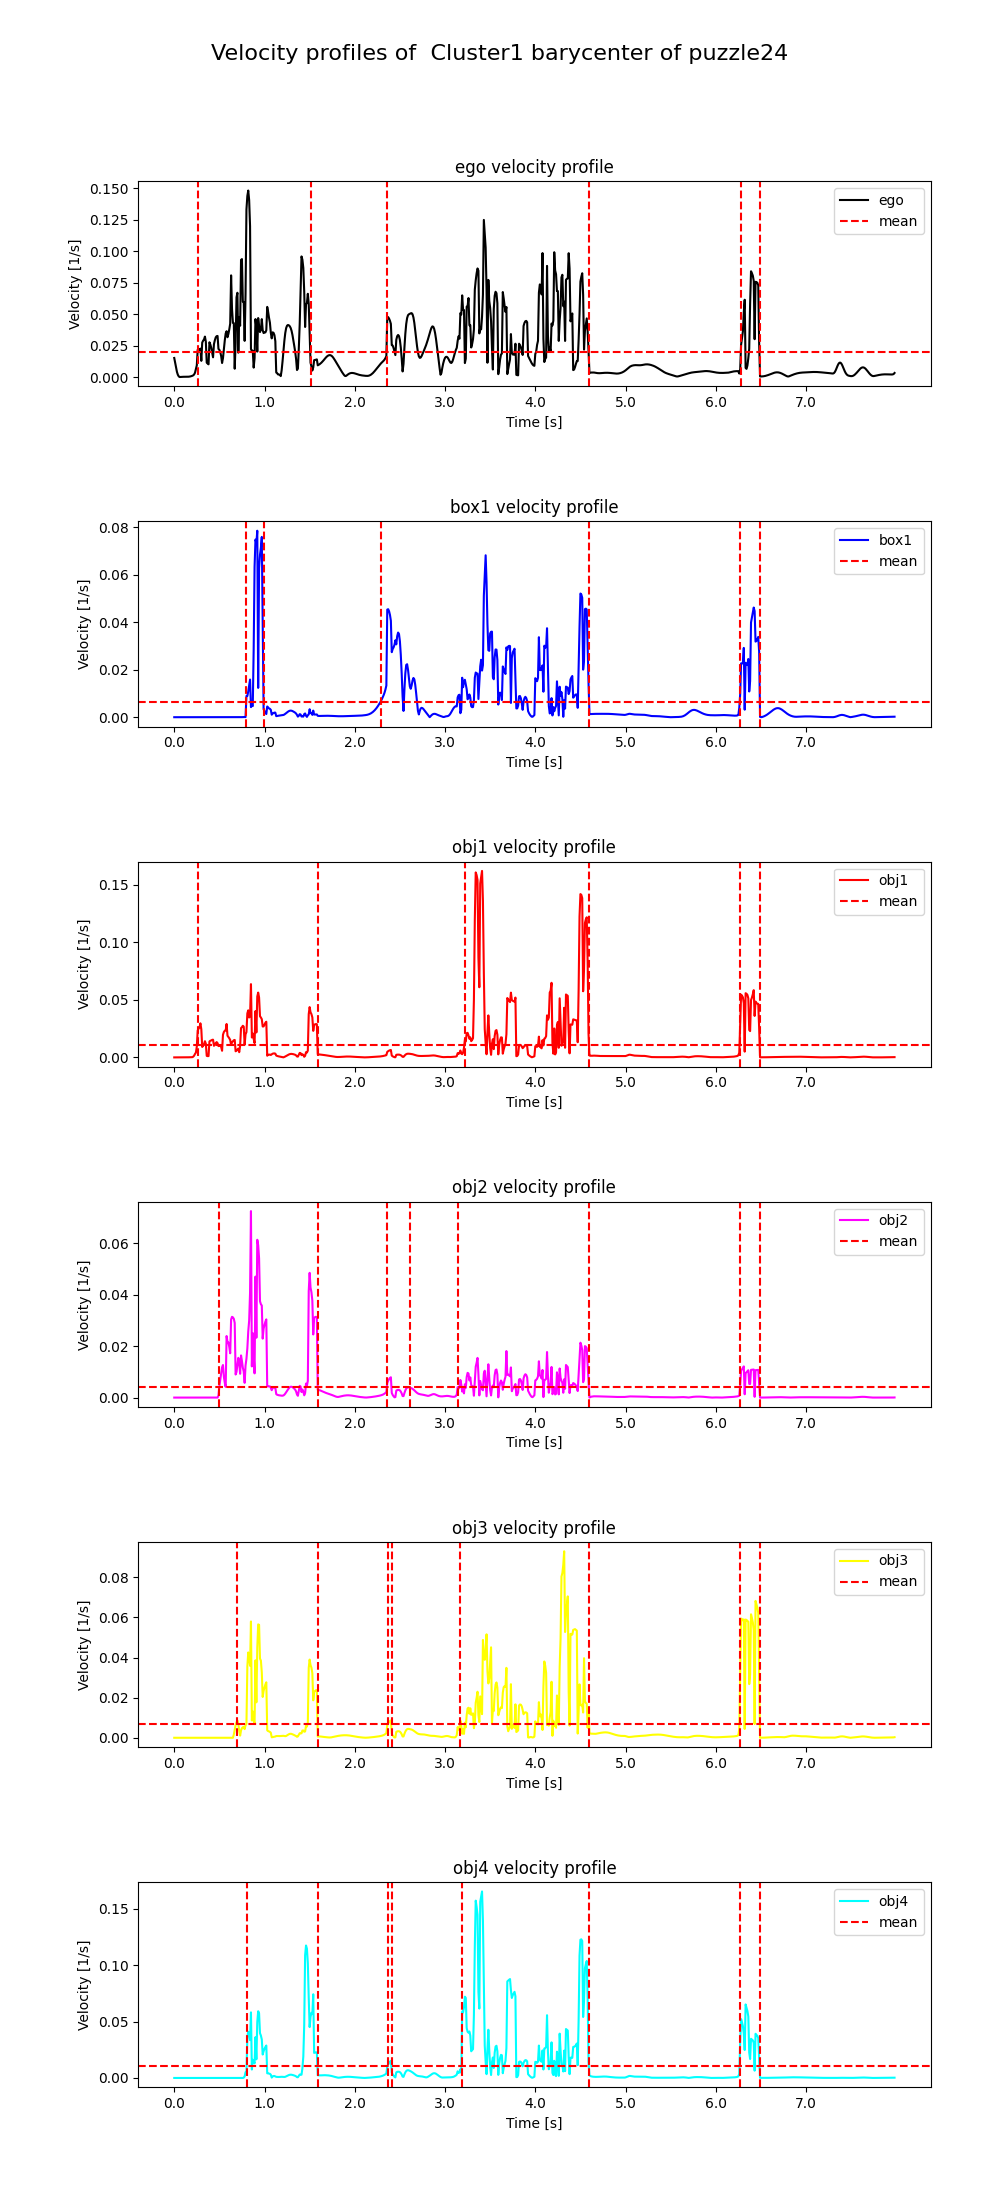 Velocity profiles of  Cluster1 barycenter of puzzle24
ego velocity profile
0.150
0.125
0.100
0.075
0.050
0.025
0.000
Velocity [1/s]
ego
mean
0.0 1.0 2.0 3.0 4.0 5.0 6.0 7.0
Time [s]
box1 velocity profile
0.08
0.06
0.04
0.02
0.00
Velocity [1/s]
box1
mean
0.0 1.0 2.0 3.0 4.0 5.0 6.0 7.0
Time [s]
obj1 velocity profile
0.15
0.10
0.05
0.00
Velocity [1/s]
obj1
mean
0.0 1.0 2.0 3.0 4.0 5.0 6.0 7.0
Time [s]
obj2 velocity profile
0.06
0.04
0.02
0.00
Velocity [1/s]
obj2
mean
0.0 1.0 2.0 3.0 4.0 5.0 6.0 7.0
Time [s]
obj3 velocity profile
0.08
0.06
0.04
0.02
0.00
Velocity [1/s]
obj3
mean
0.0 1.0 2.0 3.0 4.0 5.0 6.0 7.0
Time [s]
obj4 velocity profile
0.15
0.10
0.05
0.00
Velocity [1/s]
obj4
mean
0.0 1.0 2.0 3.0 4.0 5.0 6.0 7.0
Time [s]